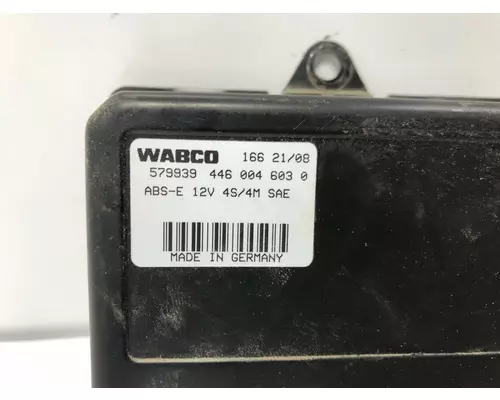 WABCO 166 21/08
579939 446 004 603 0
ABS-E 12V 4S/4M SAE
MADE IN GERMANY